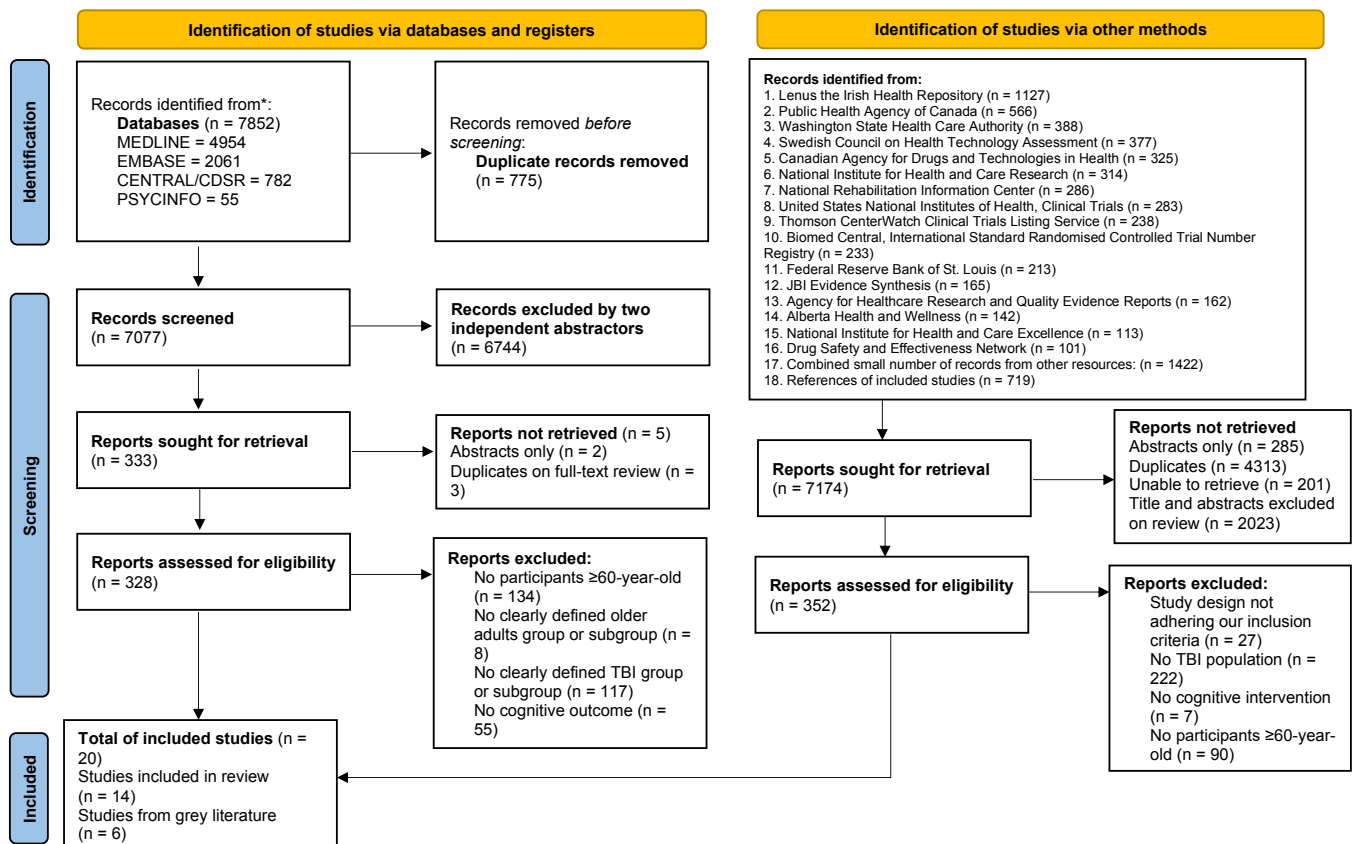 Identification of studies via databases and registers
Identification of studies via other methods
Identification
Records identified from*:
Databases (n = 7852)
MEDLINE = 4954
EMBASE = 2061
CENTRAL/CDSR = 782
PSYCINFO = 55
Records removed before
screening:
Duplicate records removed
(n = 775)
Records identified from:
1. Lenus the Irish Health Repository (n = 1127)
2. Public Health Agency of Canada (n = 566)
3. Washington State Health Care Authority (n = 388)
4. Swedish Council on Health Technology Assessment (n = 377)
5. Canadian Agency for Drugs and Technologies in Health (n = 325)
6. National Institute for Health and Care Research (n = 314)
7. National Rehabilitation Information Center (n = 286)
8. United States National Institutes of Health, Clinical Trials (n = 283)
9. Thomson CenterWatch Clinical Trials Listing Service (n = 238)
10. Biomed Central, International Standard Randomised Controlled Trial Number
Registry (n = 233)
11. Federal Reserve Bank of St. Louis (n = 213)
12. JBI Evidence Synthesis (n = 165)
13. Agency for Healthcare Research and Quality Evidence Reports (n = 162)
14. Alberta Health and Wellness (n = 142)
15. National Institute for Health and Care Excellence (n = 113)
16. Drug Safety and Effectiveness Network (n = 101)
17. Combined small number of records from other resources: (n = 1422)
18. References of included studies (n = 719)
Screening
Records screened
(n = 7077)
Records excluded by two
independent abstractors
(n = 6744)
Reports sought for retrieval
(n = 333)
Reports not retrieved (n = 5)
Abstracts only (n = 2)
Duplicates on full-text review (n =
3)
Reports sought for retrieval
(n = 7174)
Reports not retrieved
Abstracts only (n = 285)
Duplicates (n = 4313)
Unable to retrieve (n = 201)
Title and abstracts excluded
on review (n = 2023)
Reports assessed for eligibility
(n = 328)
Reports excluded:
No participants ≥60-year-old
(n = 134)
No clearly defined older
adults group or subgroup (n =
8)
No clearly defined TBI group
or subgroup (n = 117)
No cognitive outcome (n =
55)
Reports assessed for eligibility
(n = 352)
Reports excluded:
Study design not
adhering our inclusion
criteria (n = 27)
No TBI population (n =
222)
No cognitive intervention
(n = 7)
No participants ≥60-year-
old (n = 90)
Included
Total of included studies (n =
20)
Studies included in review
(n = 14)
Studies from grey literature
(n = 6)